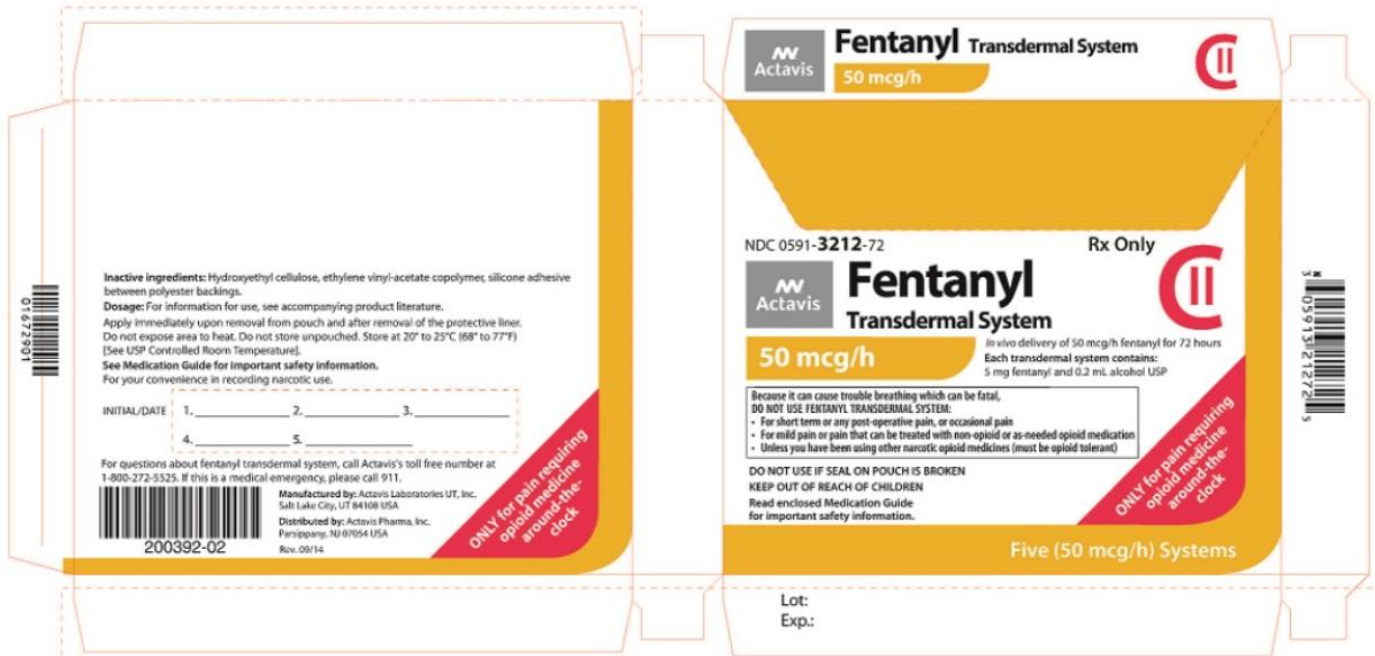 Inactive ingredients: Hydroxyethyl cellulose, ethylene vinyl-acetate copolymer, silicone adhesive
between polyester backings.
Dosage: For information for use, see accompanying product literature.
Apply immediately upon removal from pouch and after removal of the protective liner.
Do not expose area to heat. Do not store unpouched. Store at 20° to 25°C (68° to 77°F)
[See USP Controlled Room Temperature].
See Medication Guide for important safety information.
For your convenience in recording narcotic use.
INITIAL/DATE 1. 2. 3.
4. 5.
For questions about fentanyl transdermal system, call Actavis's toll free number at
1-800-272-5525. If this is a medical emergency, please call 911.
200392-02
Manufactured by: Actavis Laboratories UT, Inc.
Salt Lake City, UT 84108 USA
Distributed by: Actavis Pharma, Inc.
Parsippany, NJ 07054 USA
Rev. 09/14
ONLY for pain requiring
opioid medicine
around-the-
clock
01672901
Actavis
Fentanyl Transdermal System
50 mcg/h
CII
NDC 0591-3212-72
Rx Only
Actavis
Fentanyl
Transdermal System
CII
50 mcg/h
In vivo delivery of 50 mcg/h fentanyl for 72 hours
Each transdermal system contains:
5 mg fentanyl and 0.2 mL alcohol USP
Because it can cause trouble breathing which can be fatal,
DO NOT USE FENTANYL TRANSDERMAL SYSTEM:
• For short term or any post-operative pain, or occasional pain
• For mild pain or pain that can be treated with non-opioid or as-needed opioid medication
• Unless you have been using other narcotic opioid medicines (must be opioid tolerant)
DO NOT USE IF SEAL ON POUCH IS BROKEN
KEEP OUT OF REACH OF CHILDREN
Read enclosed Medication Guide
for important safety information.
ONLY for pain requiring
opioid medicine
around-the-
clock
Five (50 mcg/h) Systems
Lot:
Exp.:
N
3 05913 21272 5